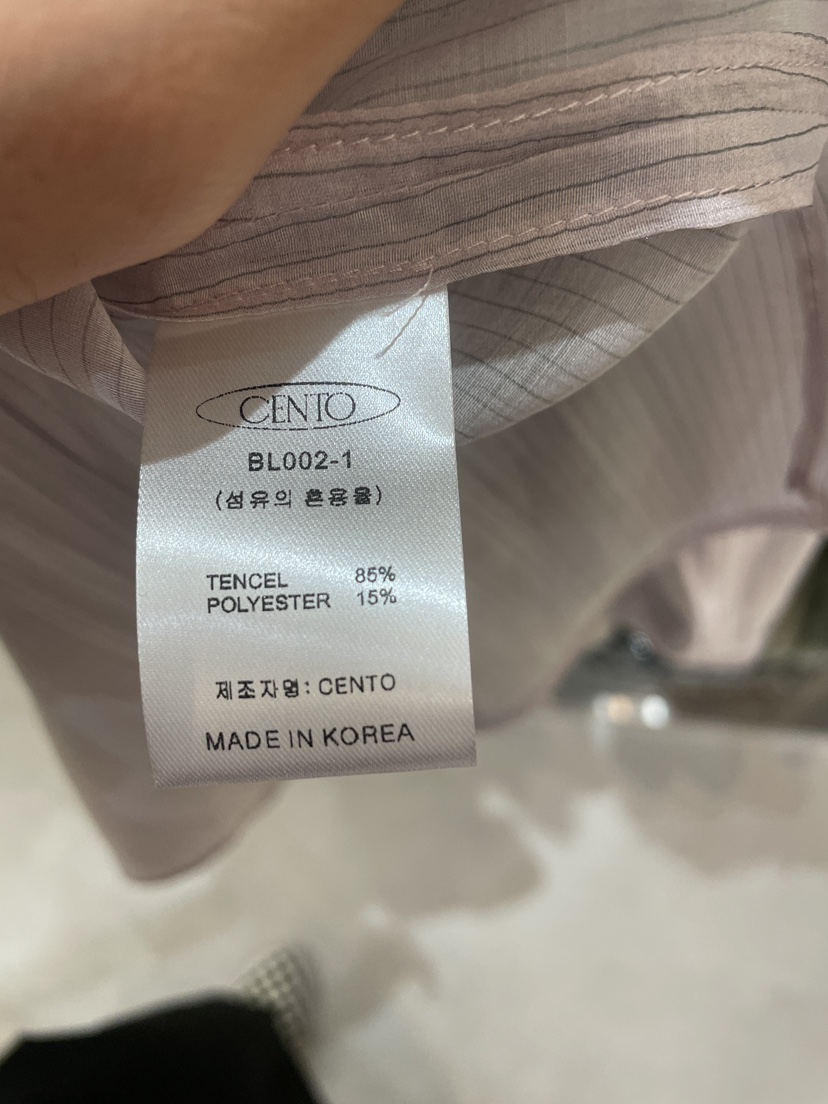 CENTO
BL002-1
(섬유의 혼용율)
TENCEL 85%
POLYESTER 15%
제조자명: CENTO
MADE IN KOREA